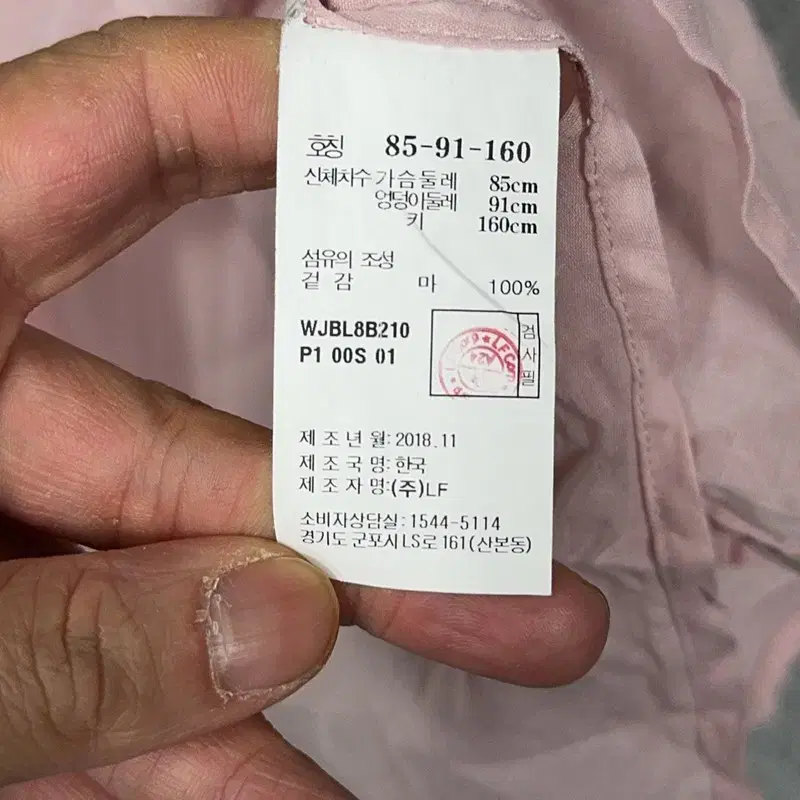 호칭 85-91-160
신체치수 가슴둘레 85cm
엉덩이둘레 91cm
키 160cm
섬유의 조성
겉감 마 100%
WJBL8B210
P1 00S 01
검사필
LF Corp
제조년월: 2018.11
제조국명: 한국
제조자명:(주)LF
소비자상담실: 1544-5114
경기도 군포시 LS로 161(산본동)